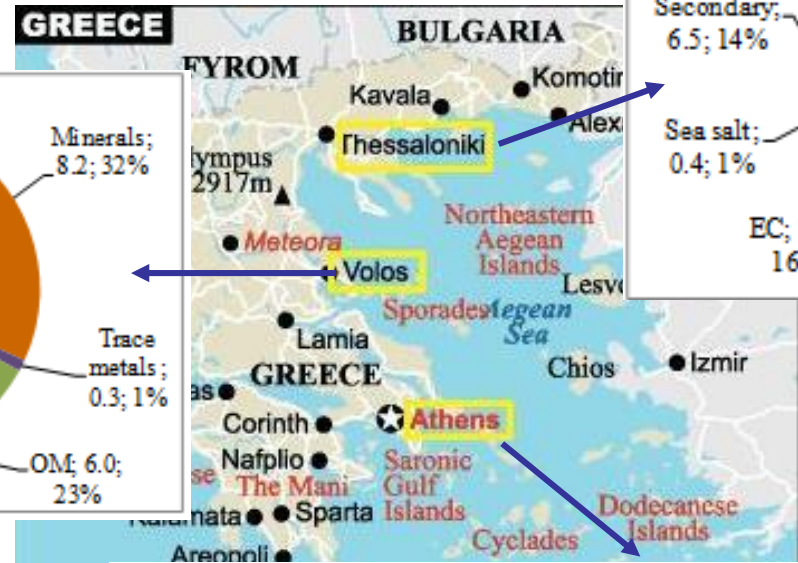 GREECE
BULGARIA
FYROM
Secondary;
6.5; 14%
Sea salt;
0.4; 1%
EC;
16
Minerals;
8.2; 32%
Trace
metals;
0.3; 1%
OM; 6.0;
23%
Kavala
Thessaloniki
2917m
Meteora
Volos
Northeastern
Aegean
Islands
Sporades
Aegean
Sea
Lamia
GREECE
Chios
Izmir
Corinth
Athens
Nafplio
The Mani
Saronic
Gulf
Islands
Sparta
Dodecanese
Islands
Cyclades
Areopoli